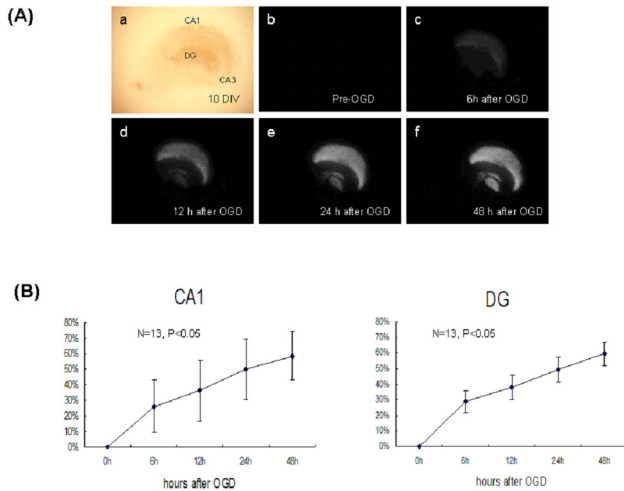 (A)
a
CA1
DG
CA3
10 DIV
b
Pre-OGD
c
6h after OGD
d
12 h after OGD
e
24 h after OGD
f
48 h after OGD
(B)
CA1
N=13, P<0.05
80%
70%
60%
50%
40%
30%
20%
10%
0%
0h 6h 12h 24h 48h
hours after OGD
DG
N=13, P<0.05
80%
70%
60%
50%
40%
30%
20%
10%
0%
0h 6h 12h 24h 48h
hours after OGD